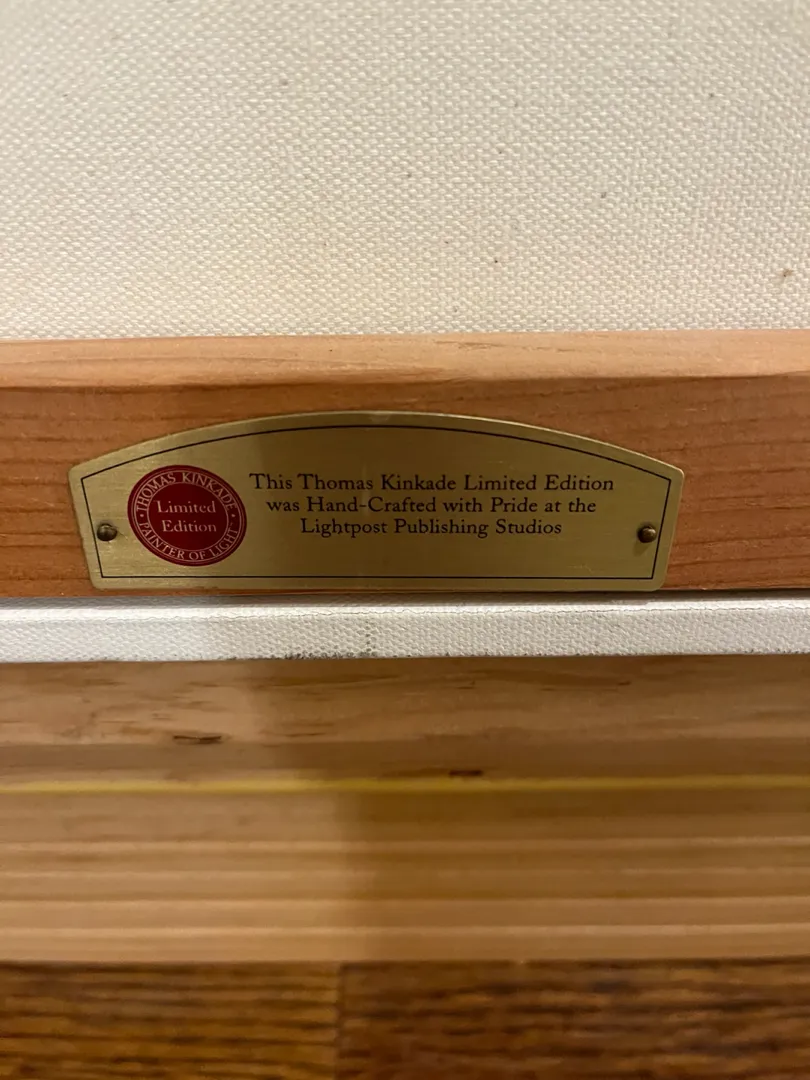 THOMAS KINKADE
Limited
Edition
PAINTER OF LIGHT
This Thomas Kinkade Limited Edition
was Hand-Crafted with Pride at the
Lightpost Publishing Studios